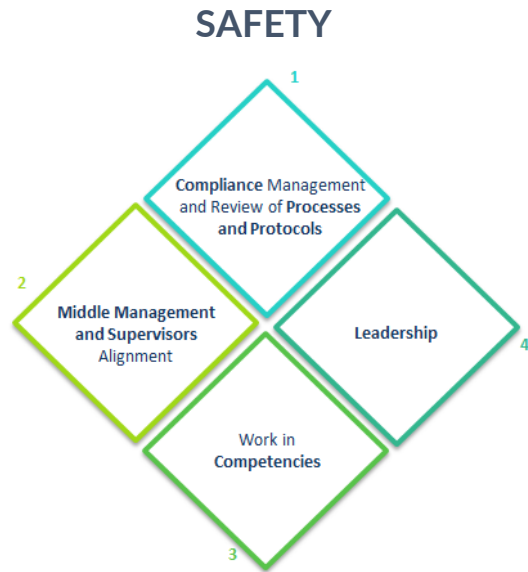 SAFETY
1
Compliance Management
and Review of Processes
and Protocols
2
Middle Management
and Supervisors
Alignment
Leadership
4
Work in
Competencies
3